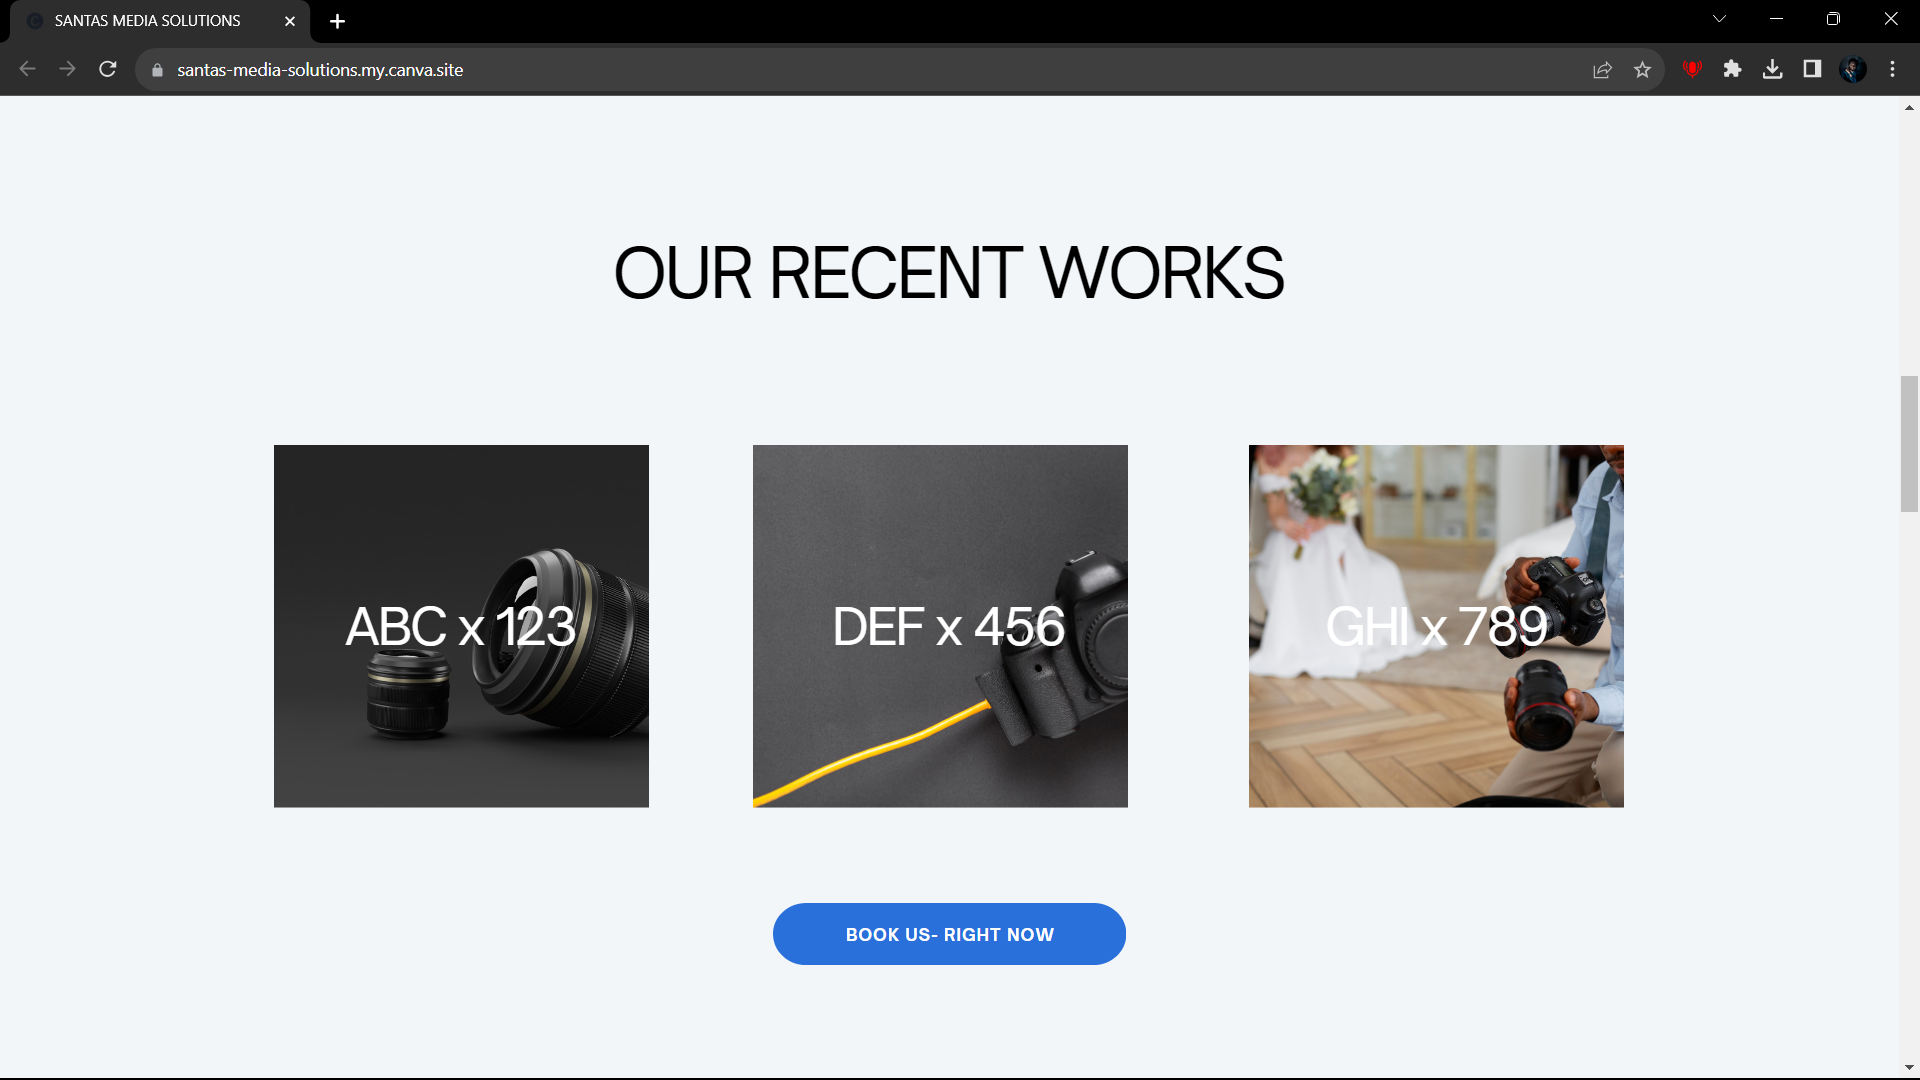 SANTAS MEDIA SOLUTIONS
santas-media-solutions.my.canva.site
OUR RECENT WORKS
ABC x 123
DEF x 456
GHI x 789
BOOK US- RIGHT NOW